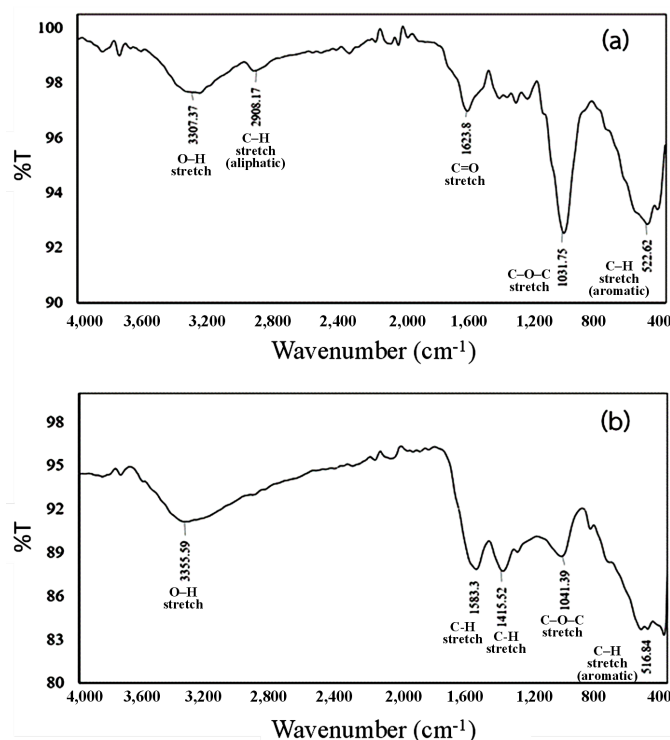 (a)
%T
100
98
96
94
92
90
3307.37
O–H
stretch
2908.17
C–H
stretch
(aliphatic)
1623.8
C=O
stretch
C–O–C
stretch
1031.75
C–H
stretch
(aromatic)
522.62
4,000 3,600 3,200 2,800 2,400 2,000 1,600 1,200 800 400
Wavenumber (cm-1)
(b)
%T
98
95
92
89
86
83
80
3355.59
O–H
stretch
1583.3
C-H
stretch
1415.52
C-H
stretch
1041.39
C–O–C
stretch
C–H
stretch
(aromatic)
516.84
4,000 3,600 3,200 2,800 2,400 2,000 1,600 1,200 800 400
Wavenumber (cm-1)